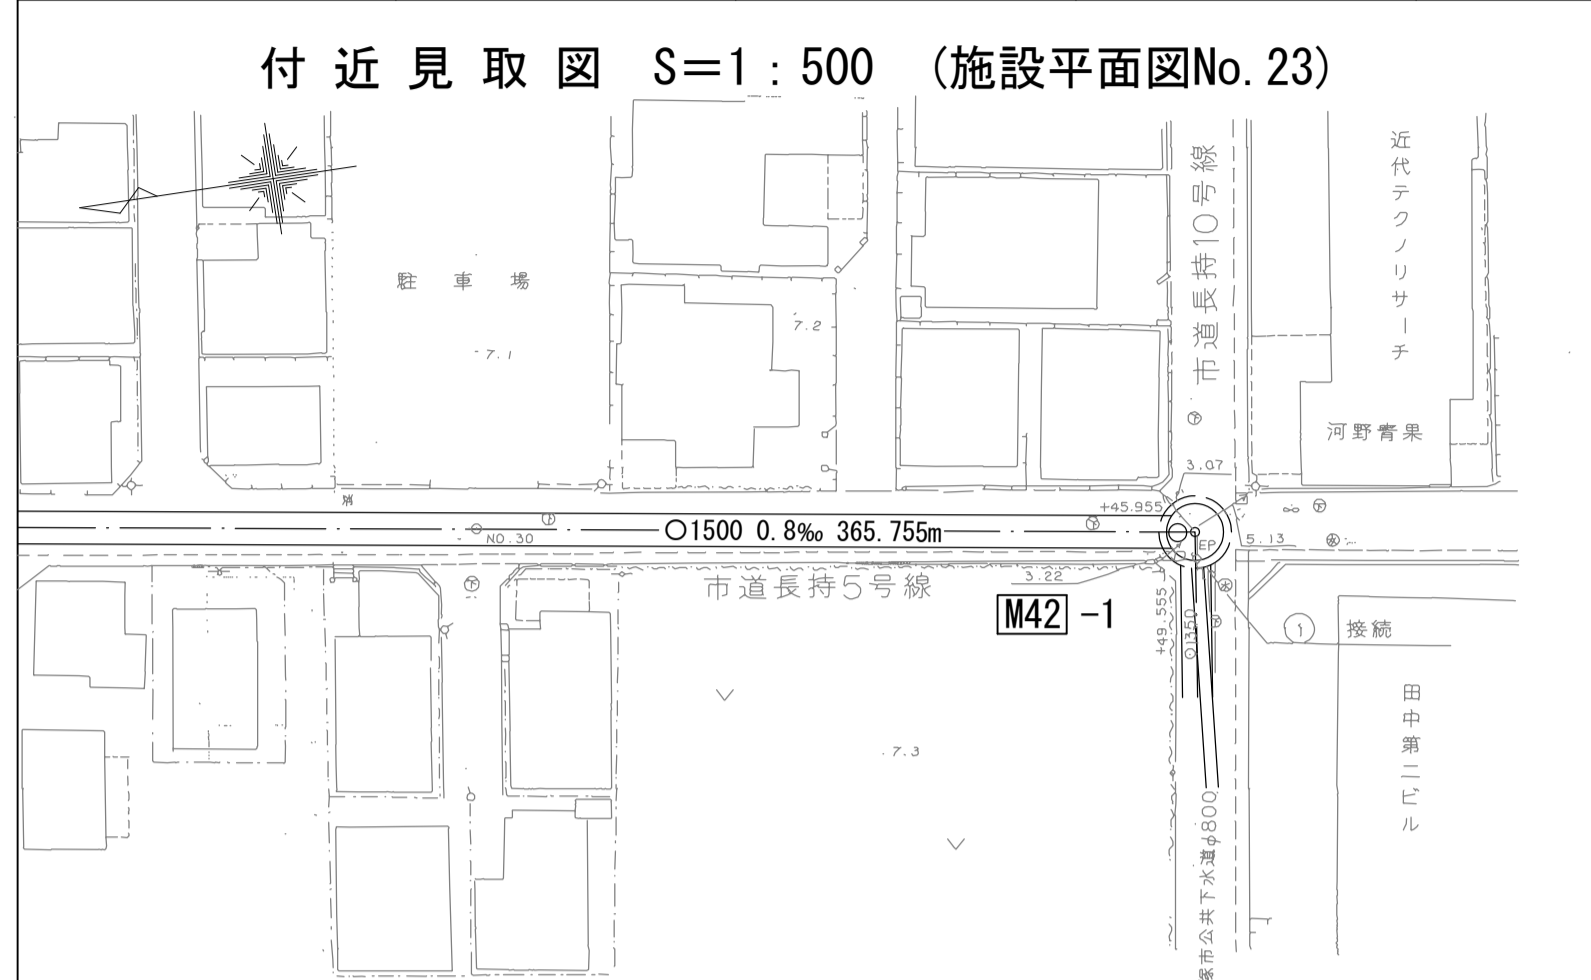 付近見取図 S=1:500 (施設平面図No.23)
駐車場
7.1
7.2
市道長持10号線
近代テクノリサーチ
河野青果
3.07
+45.955
○1500 0.8‰ 365.755m
NO.30
EP
5.13
市道長持5号線
3.22
M42 -1
+49.555
○1350
1 接続
7.3
田中第二ビル
塚市公共下水道φ800